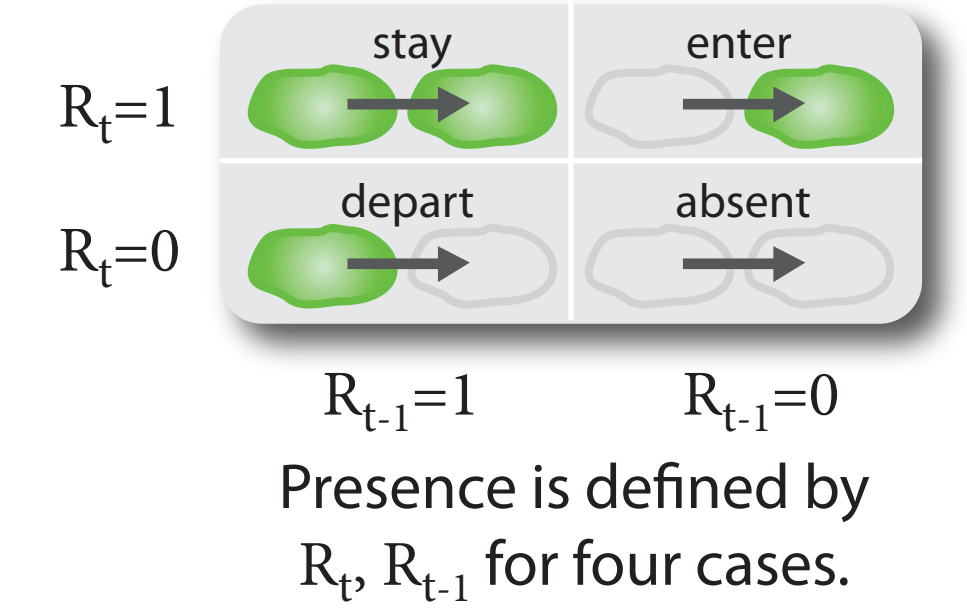 stay enter
R_t=1
depart absent
R_t=0
R_t-1=1 R_t-1=0
Presence is defined by
R_t, R_t-1 for four cases.